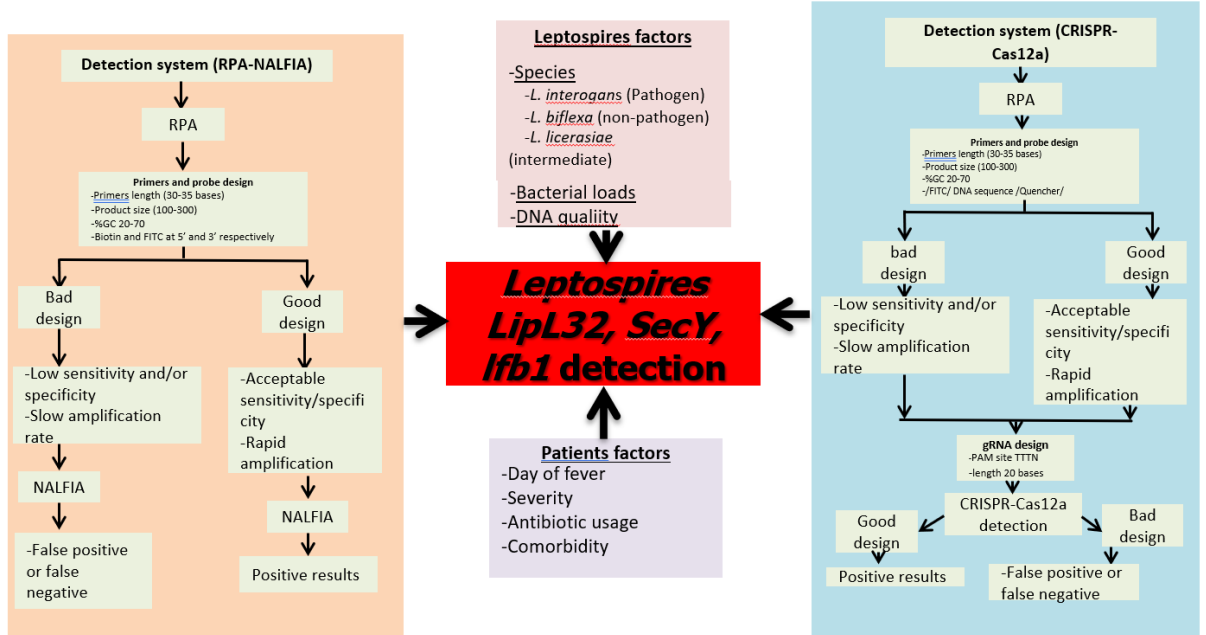 Detection system (RPA-NALFIA)
RPA
Primers and probe design
-Primers length (30-35 bases)
-Product size (100-300)
-%GC 20-70
-Biotin and FITC at 5’ and 3’ respectively
Bad
design
Good
design
-Low sensitivity and/or
specificity
-Slow amplification
rate
-Acceptable
sensitivity/specifi
city
-Rapid
amplification
NALFIA
NALFIA
-False positive
or false
negative
Positive results
Leptospires factors
-Species
-L. interogans (Pathogen)
-L. biflexa (non-pathogen)
-L. licerasiae
(intermediate)
-Bacterial loads
-DNA qualiity
Leptospires
LipL32, SecY,
lfb1 detection
Patients factors
-Day of fever
-Severity
-Antibiotic usage
-Comorbidity
Detection system (CRISPR-
Cas12a)
RPA
Primers and probe design
-Primers length (30-35 bases)
-Product size (100-300)
-%GC 20-70
-/FITC/ DNA sequence /Quencher/
bad
design
Good
design
-Low sensitivity and/or
specificity
-Slow amplification
rate
-Acceptable
sensitivity/specifi
city
-Rapid
amplification
gRNA design
-PAM site TTTN
-length 20 bases
CRISPR-Cas12a
detection
Good
design
Bad
design
Positive results
-False positive or
false negative